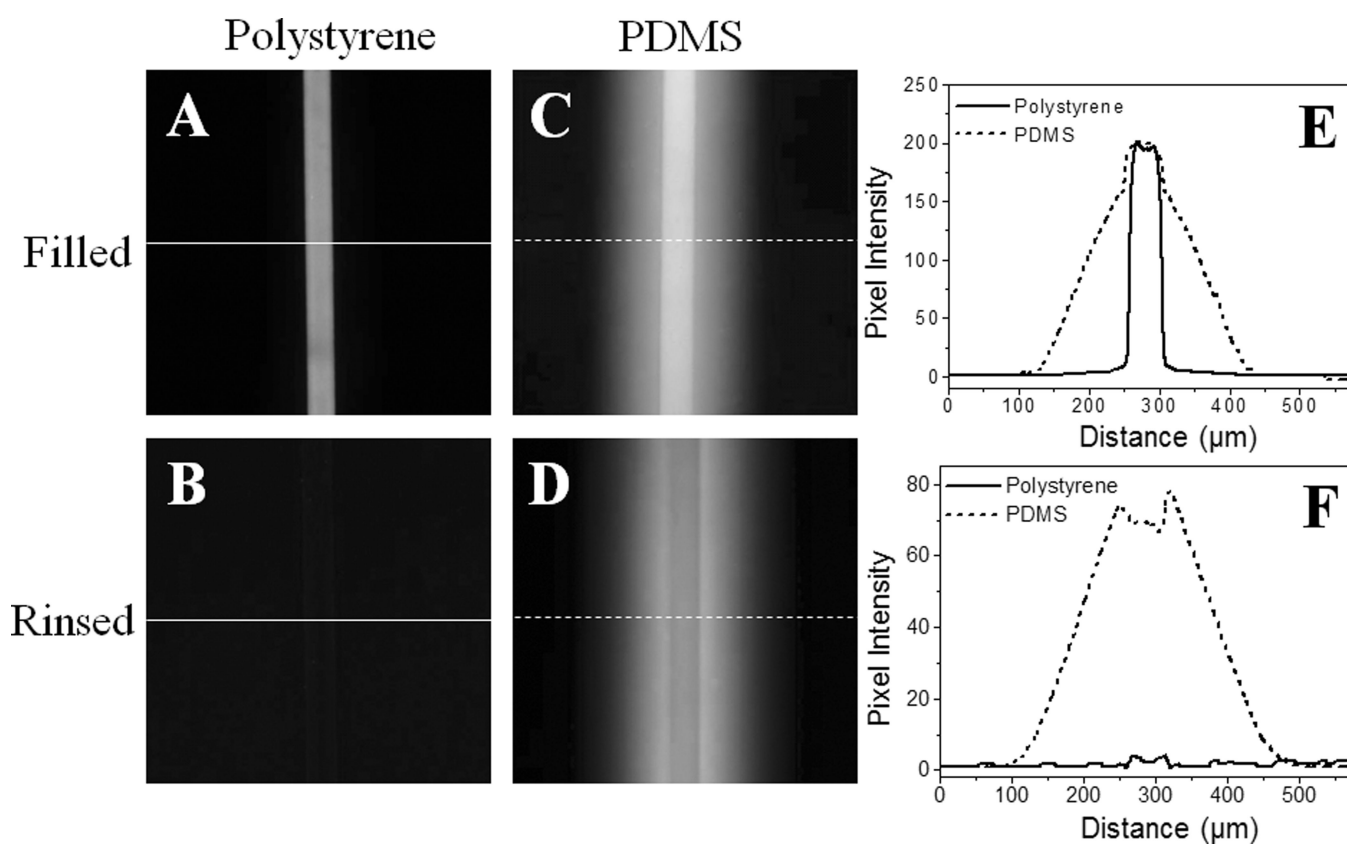 Polystyrene PDMS
A
C
Filled
B
D
Rinsed
E
Polystyrene
PDMS
250
200
150
100
50
0
Pixel Intensity
0 100 200 300 400 500
Distance (µm)
F
Polystyrene
PDMS
80
60
40
20
0
Pixel Intensity
0 100 200 300 400 500
Distance (µm)